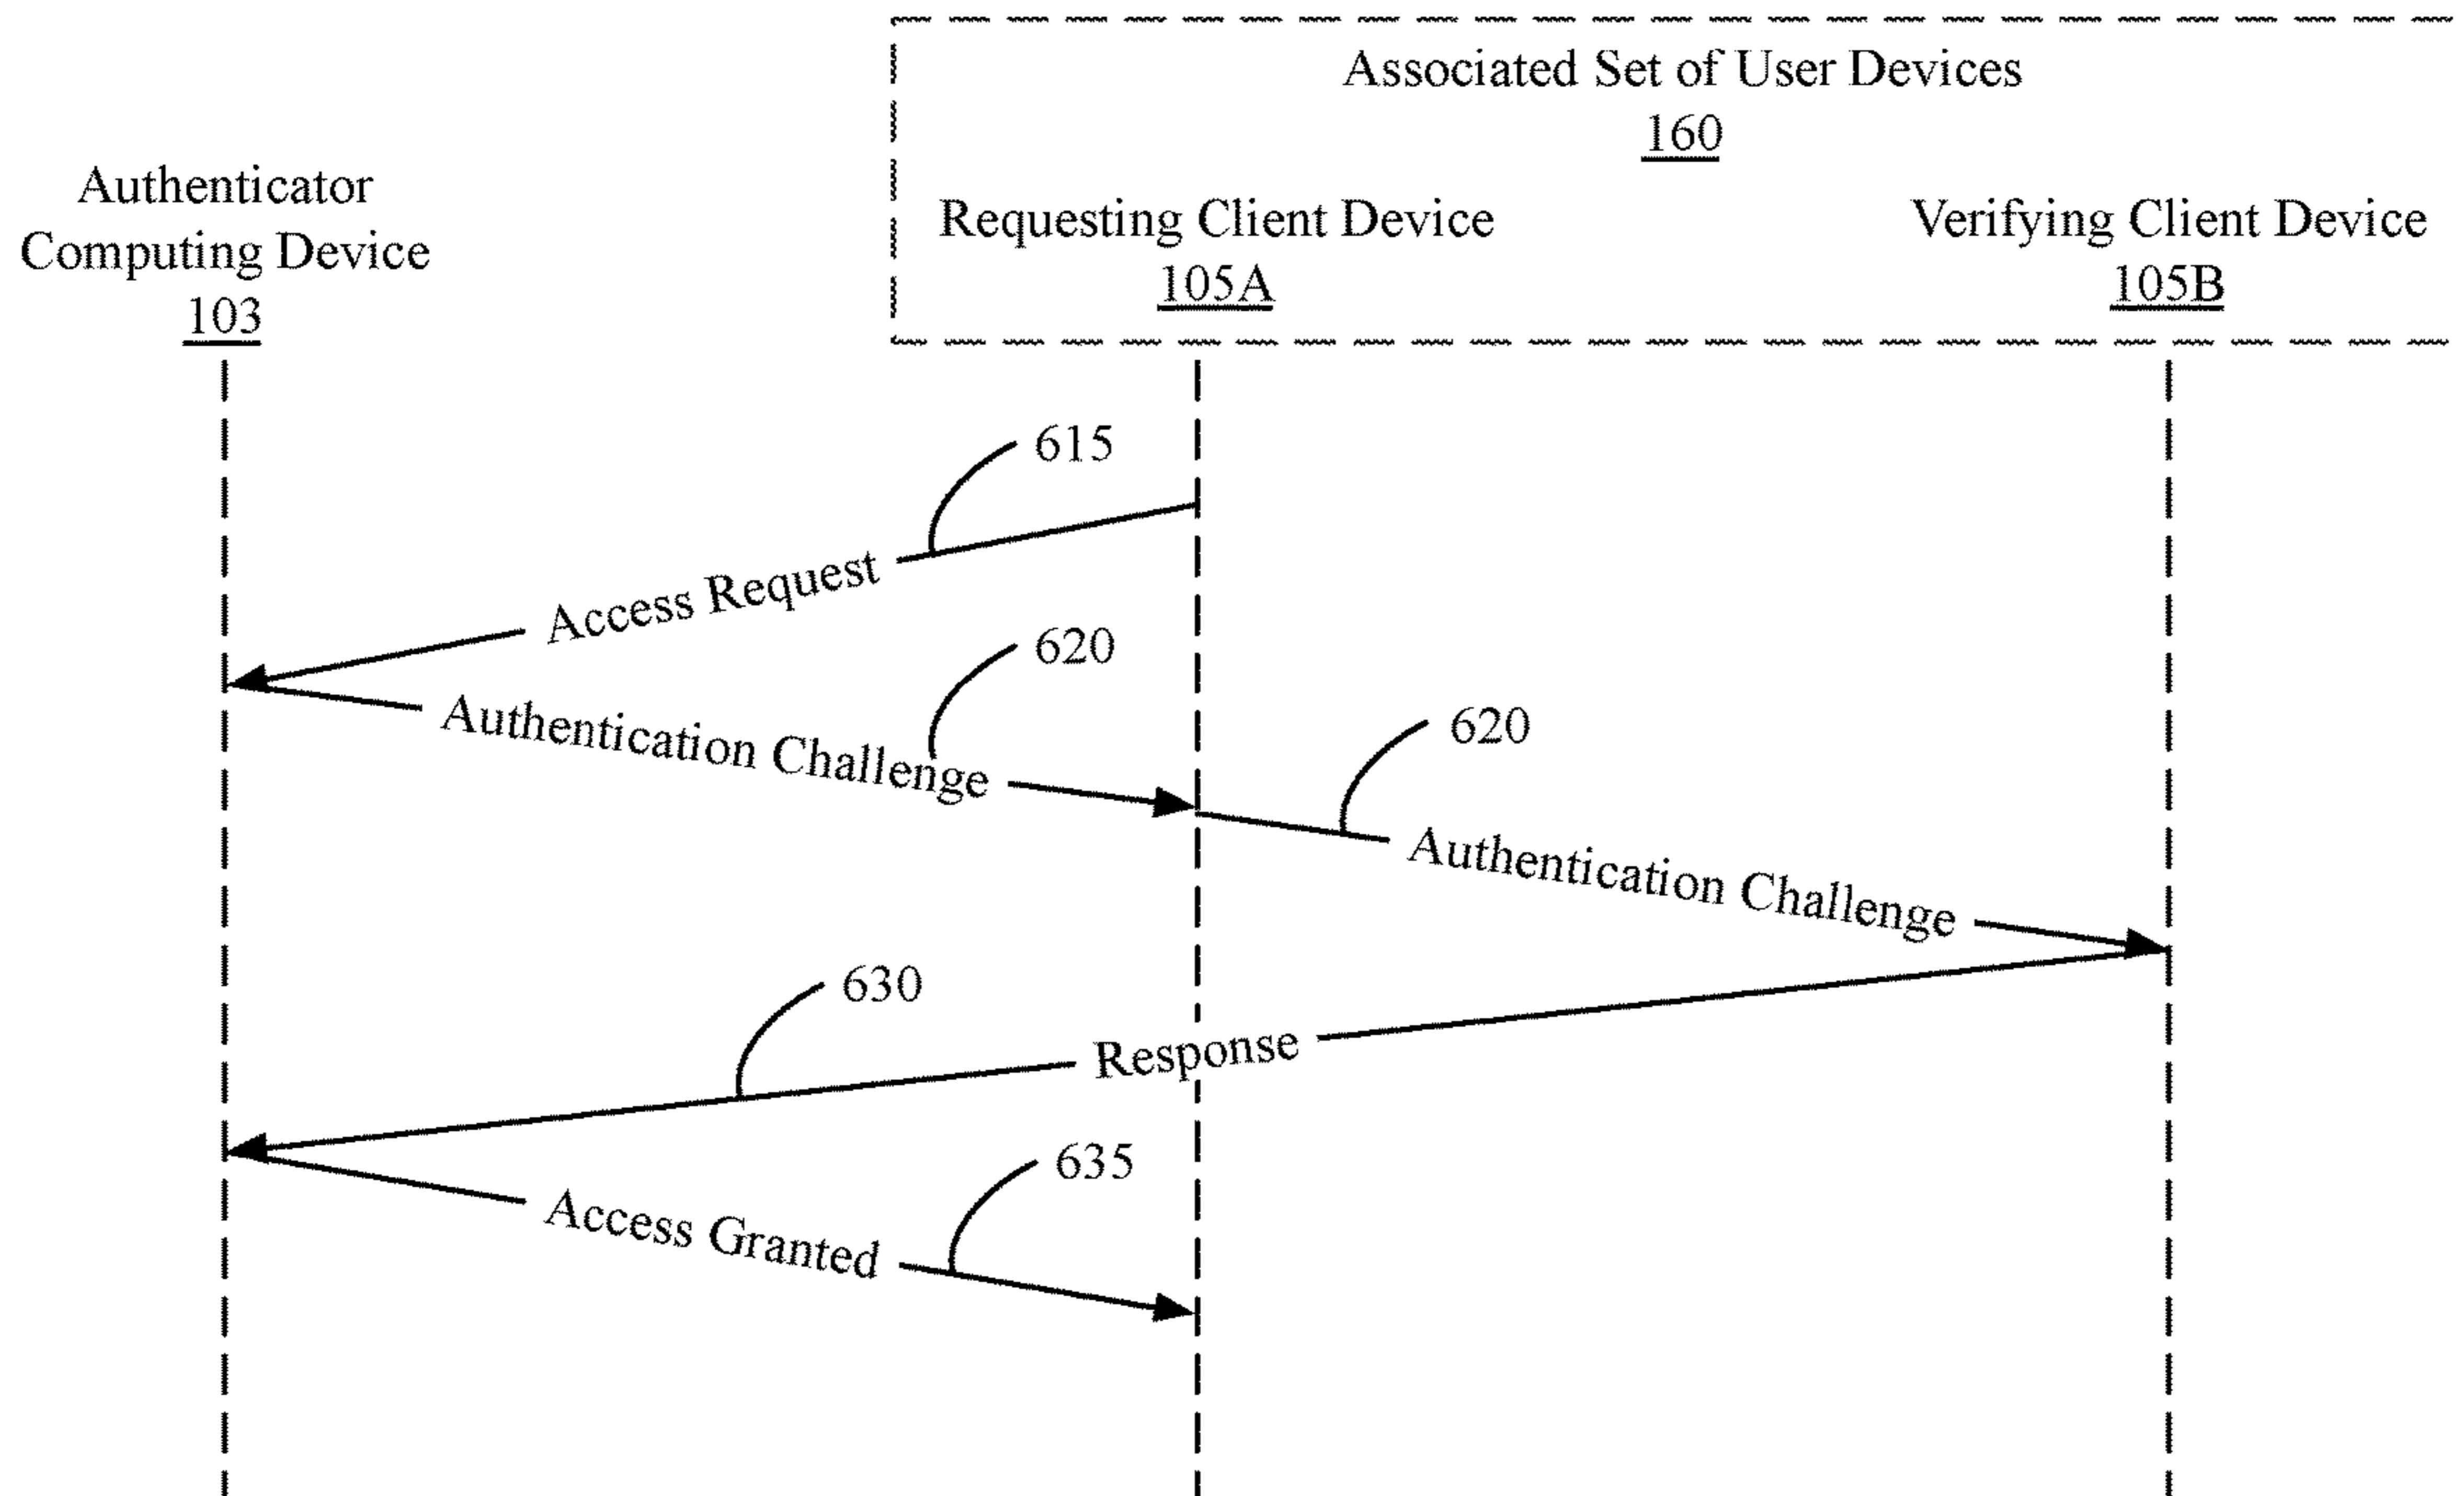 Associated Set of User Devices
160
Authenticator
Computing Device
103
Requesting Client Device
105A
Verifying Client Device
105B
615
Access Request
620
Authentication Challenge
620
Authentication Challenge
630
Response
635
Access Granted